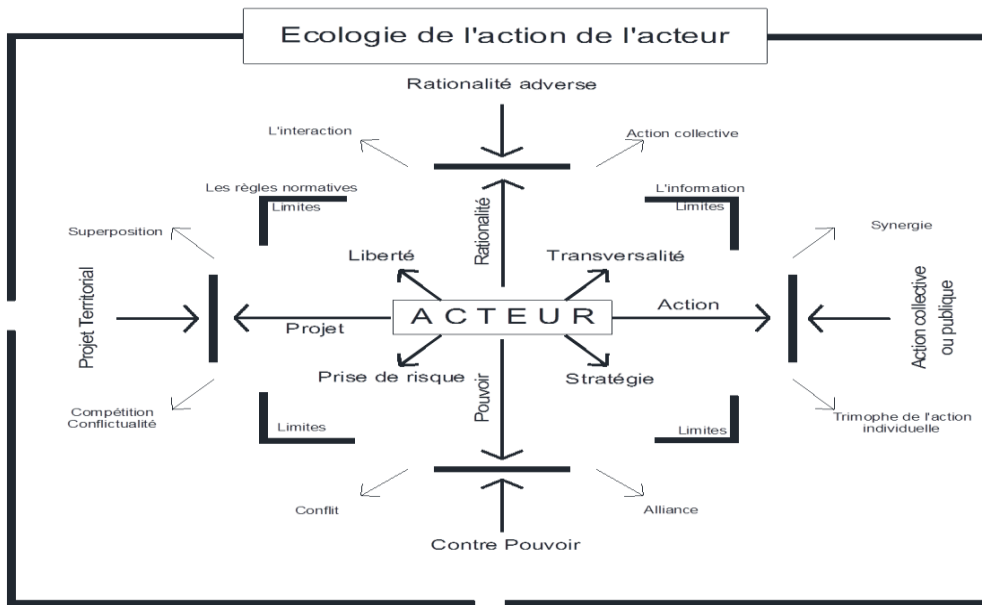 Ecologie de l'action de l'acteur
Rationalité adverse
L'interaction
Action collective
Les règles normatives
Limites
L'information
Limites
Superposition
Synergie
Liberté
Rationalité
Transversalité
Projet Territorial
Projet
ACTEUR
Action
Action collective
ou publique
Prise de risque
Pouvoir
Stratégie
Compétition
Conflictualité
Trimophe de l'action
individuelle
Limites
Limites
Conflit
Alliance
Contre Pouvoir